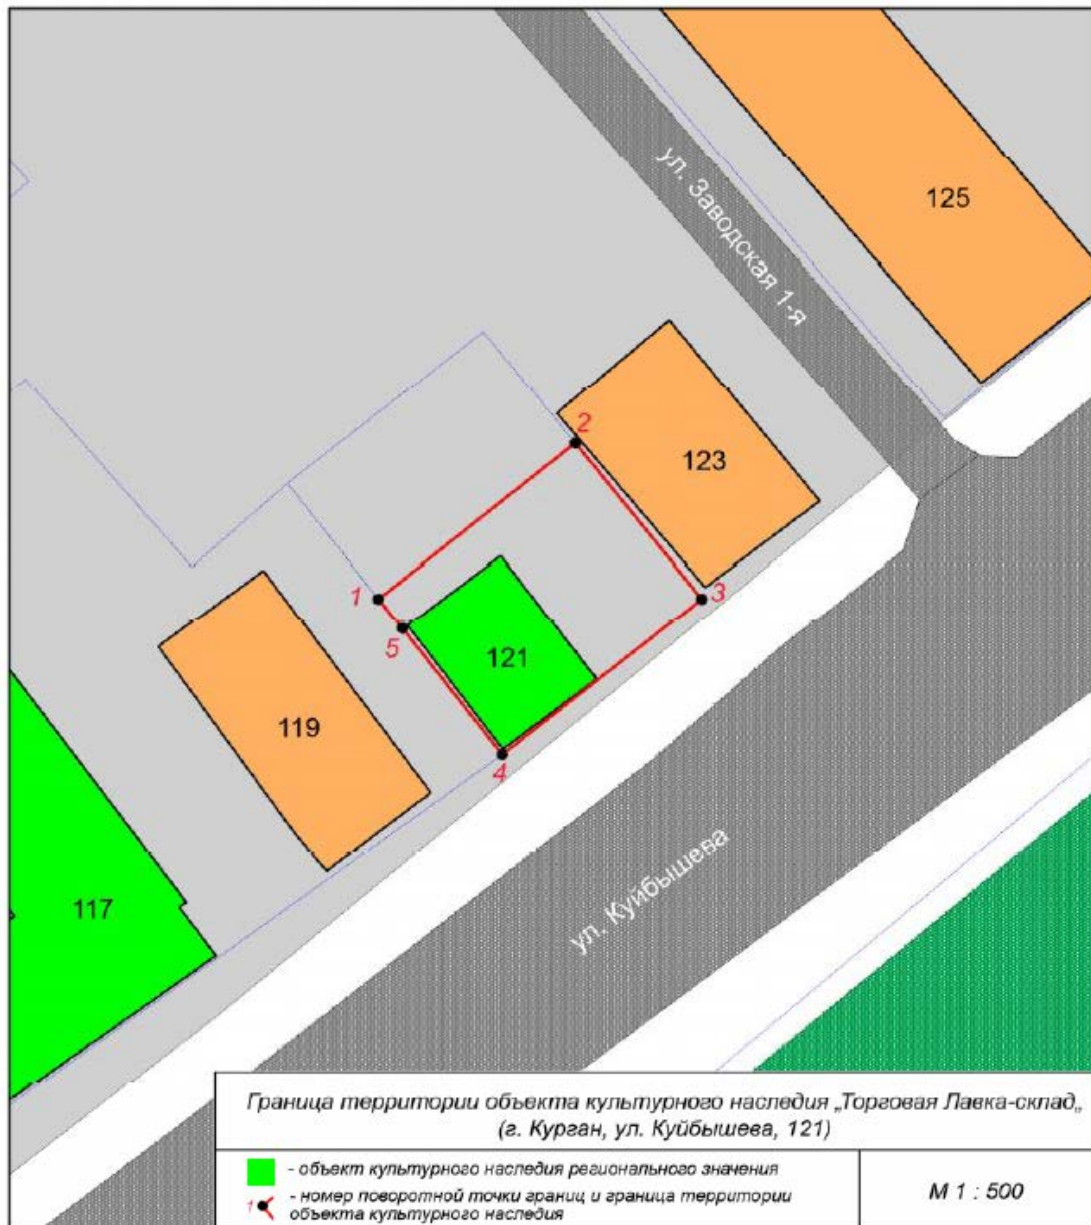 125
ул. Заводская 1-я
123
2
1
3
5
121
119
4
117
ул. Куйбышева
Граница территории объекта культурного наследия „Торговая Лавка-склад„
(г. Курган, ул. Куйбышева, 121)
- объект культурного наследия регионального значения
1 - номер поворотной точки границ и граница территории
объекта культурного наследия
М 1 : 500